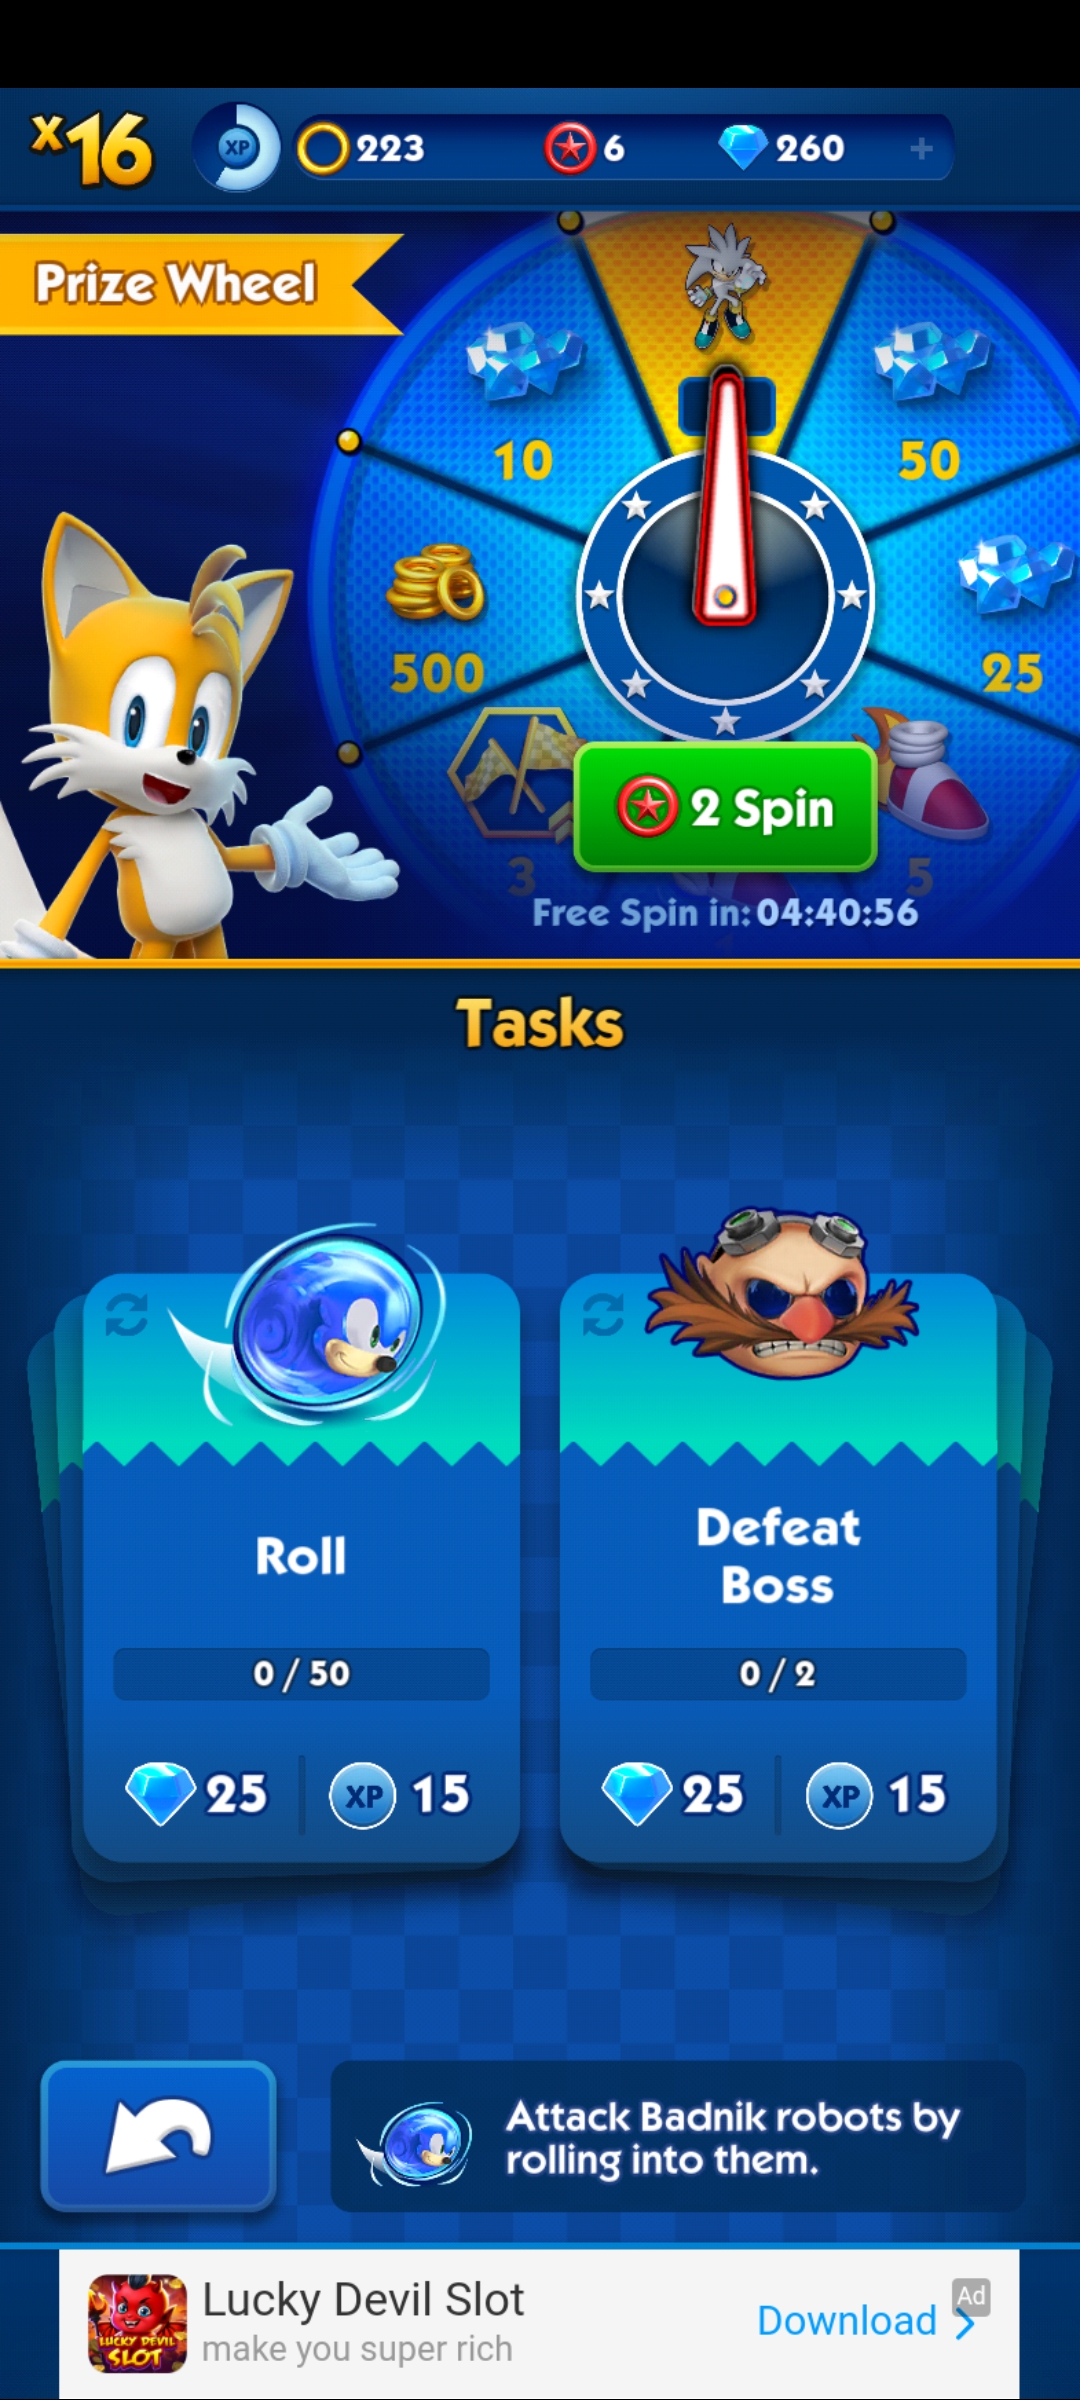 x16
XP
223
6
260
+
Prize Wheel
10
50
500
25
3
5
2 Spin
Free Spin in: 04:40:56
Tasks
Roll
0 / 50
25
XP 15
Defeat
Boss
0 / 2
25
XP 15
Attack Badnik robots by
rolling into them.
LUCKY DEVIL
SLOT
Lucky Devil Slot
make you super rich
Download
Ad